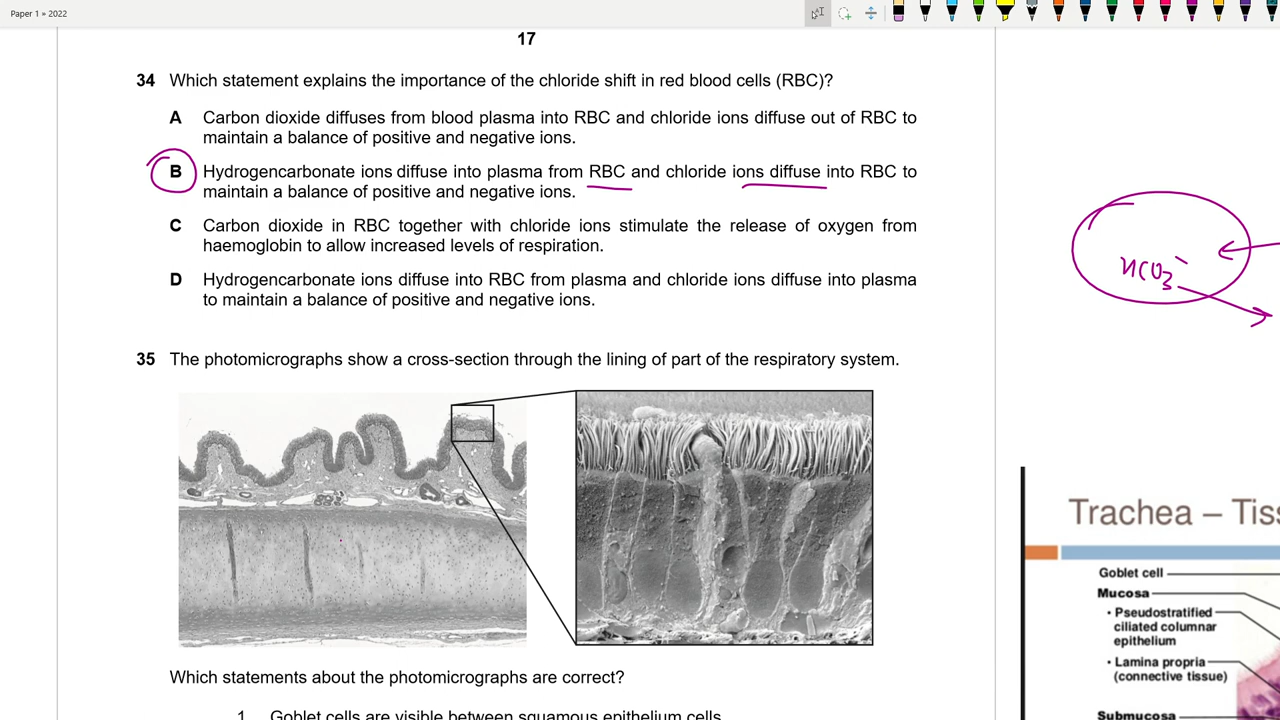 Paper 1 » 2022
17
34 Which statement explains the importance of the chloride shift in red blood cells (RBC)?
A Carbon dioxide diffuses from blood plasma into RBC and chloride ions diffuse out of RBC to
maintain a balance of positive and negative ions.
B Hydrogencarbonate ions diffuse into plasma from RBC and chloride ions diffuse into RBC to
maintain a balance of positive and negative ions.
C Carbon dioxide in RBC together with chloride ions stimulate the release of oxygen from
haemoglobin to allow increased levels of respiration.
D Hydrogencarbonate ions diffuse into RBC from plasma and chloride ions diffuse into plasma
to maintain a balance of positive and negative ions.
HCO3-
35 The photomicrographs show a cross-section through the lining of part of the respiratory system.
Which statements about the photomicrographs are correct?
1 Goblet cells are visible between squamous epithelium cells.
Trachea –
Goblet cell
Mucosa
• Pseudostratified
ciliated columnar
epithelium
• Lamina propria
(connective tissue)
Submucosa